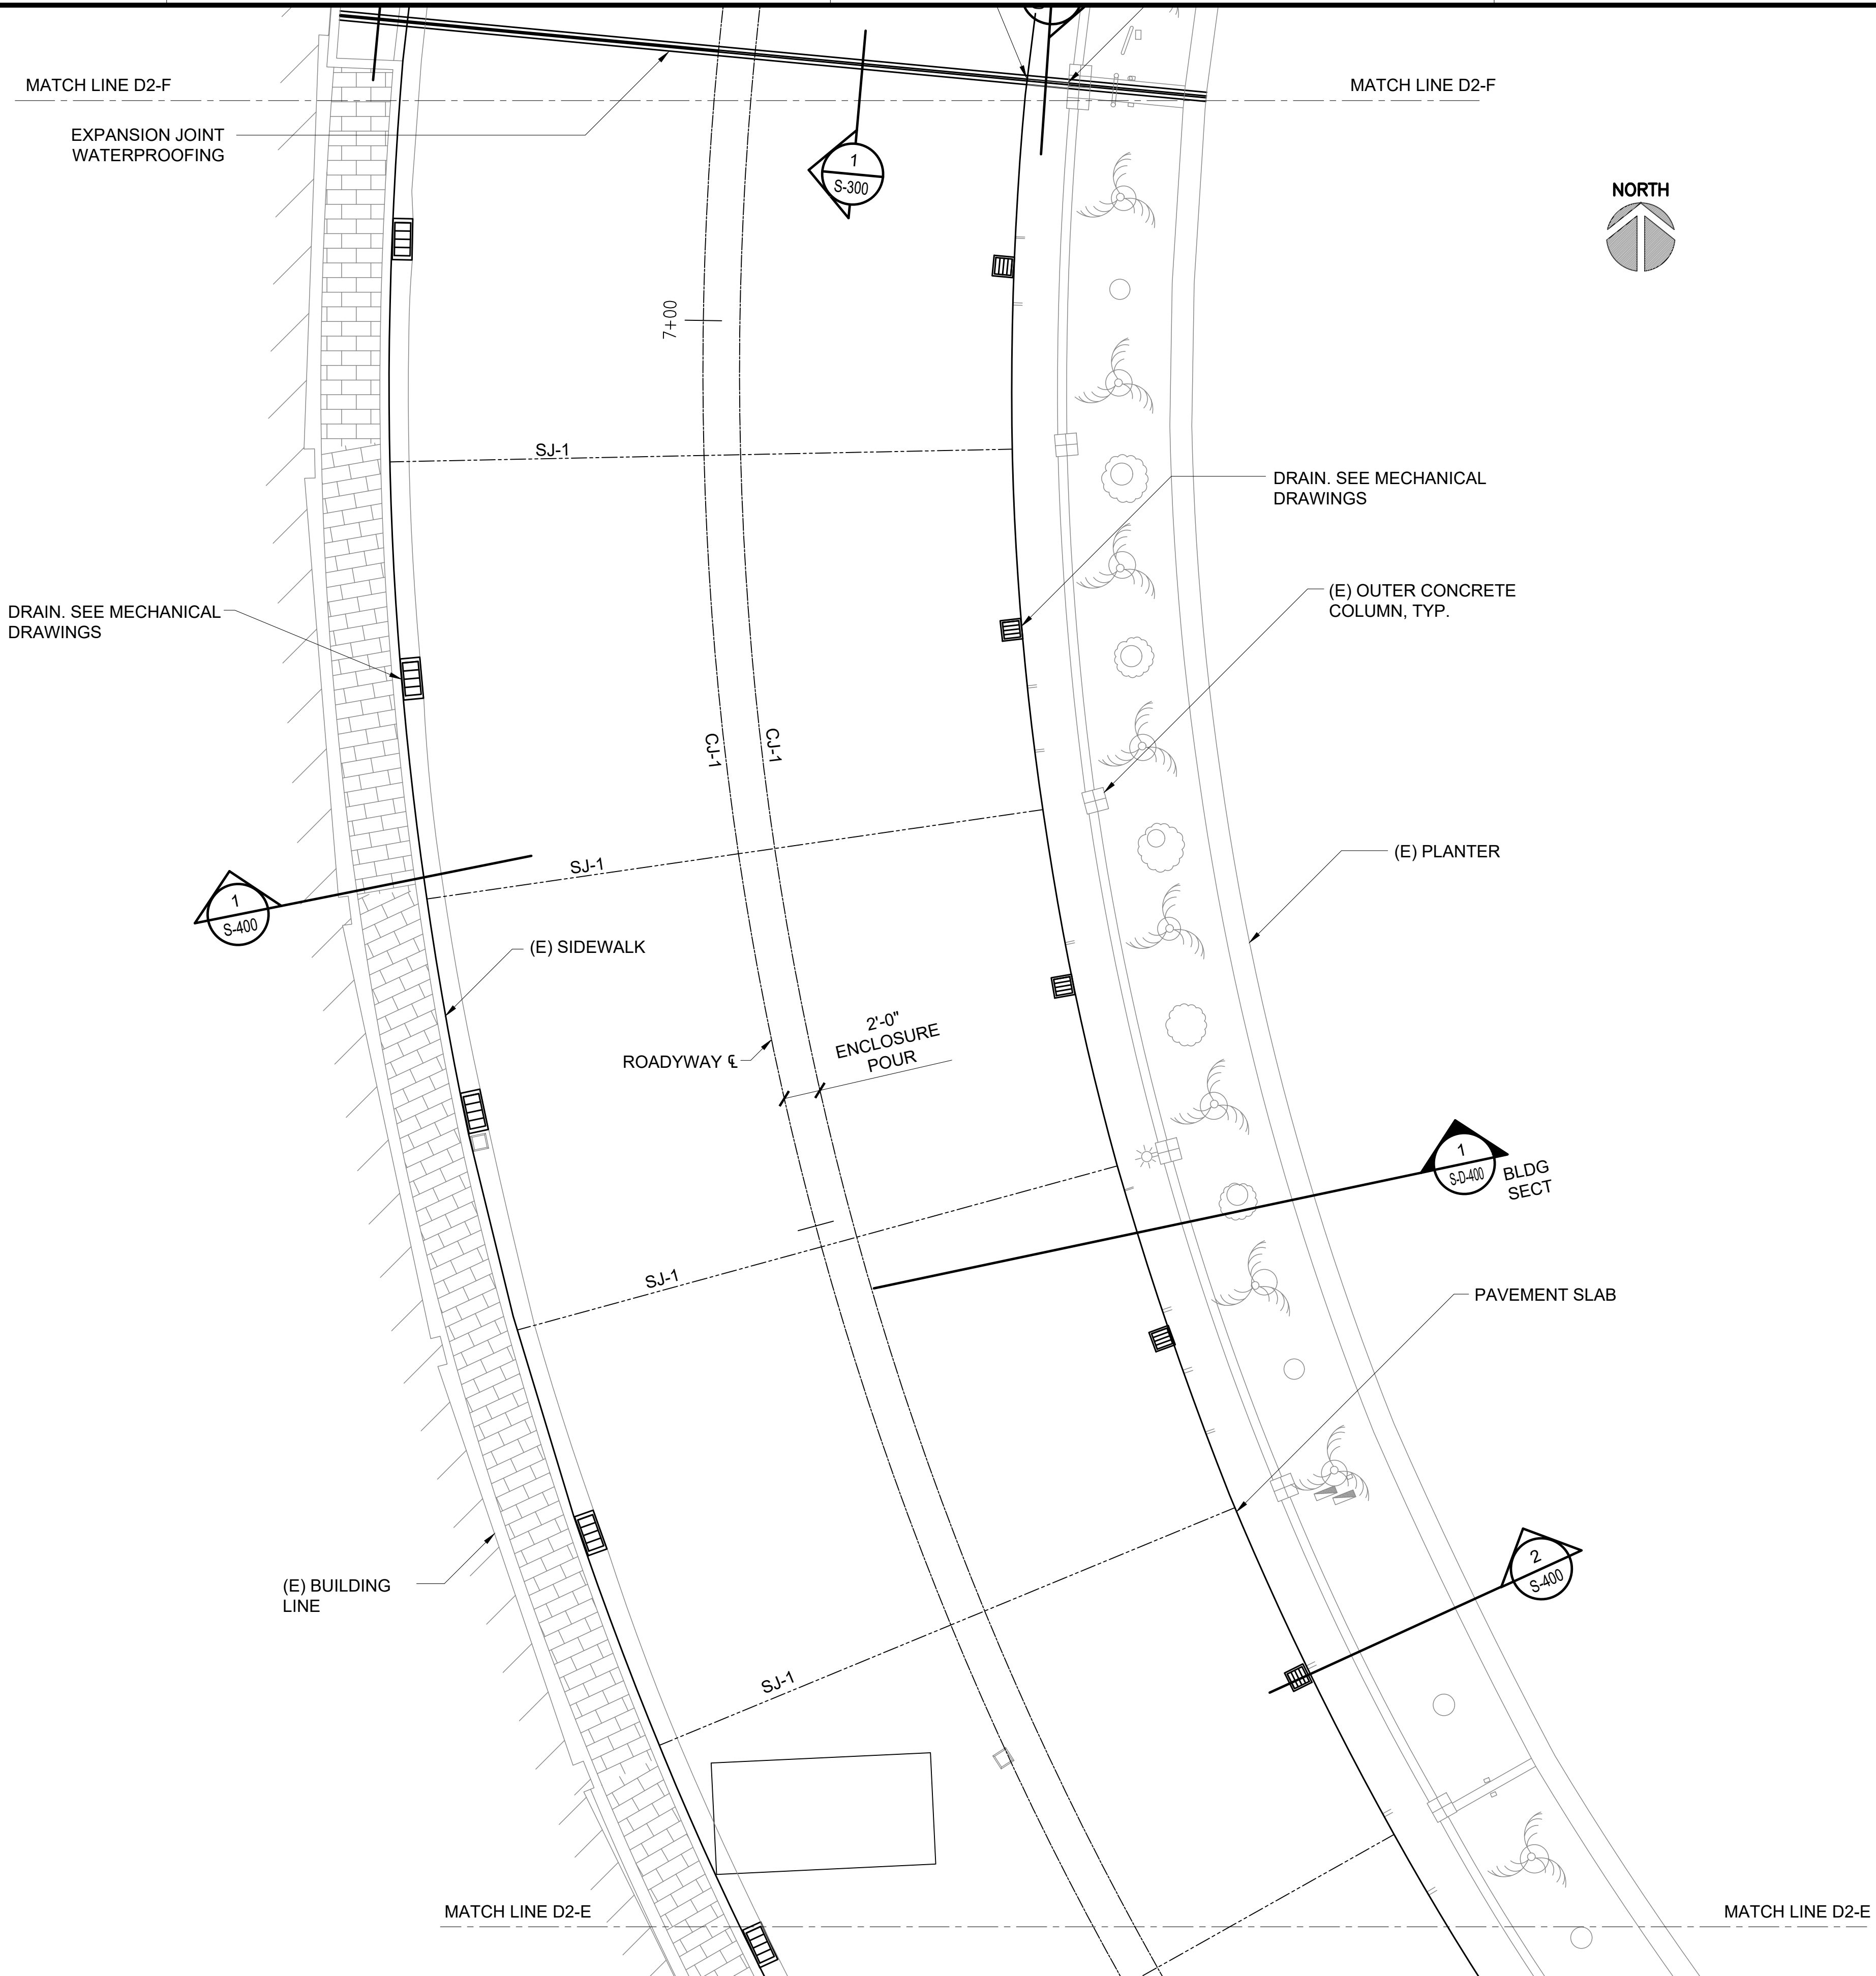 MATCH LINE D2-F
MATCH LINE D2-F
EXPANSION JOINT
WATERPROOFING
1
S-300
NORTH
7+00
SJ-1
DRAIN. SEE MECHANICAL
DRAWINGS
(E) OUTER CONCRETE
COLUMN, TYP.
DRAIN. SEE MECHANICAL
DRAWINGS
CJ-1
CJ-1
(E) PLANTER
SJ-1
1
S-400
(E) SIDEWALK
2'-0"
ENCLOSURE
POUR
ROADYWAY ℄
1
S-D-400
BLDG
SECT
SJ-1
PAVEMENT SLAB
2
S-400
(E) BUILDING
LINE
SJ-1
MATCH LINE D2-E
MATCH LINE D2-E